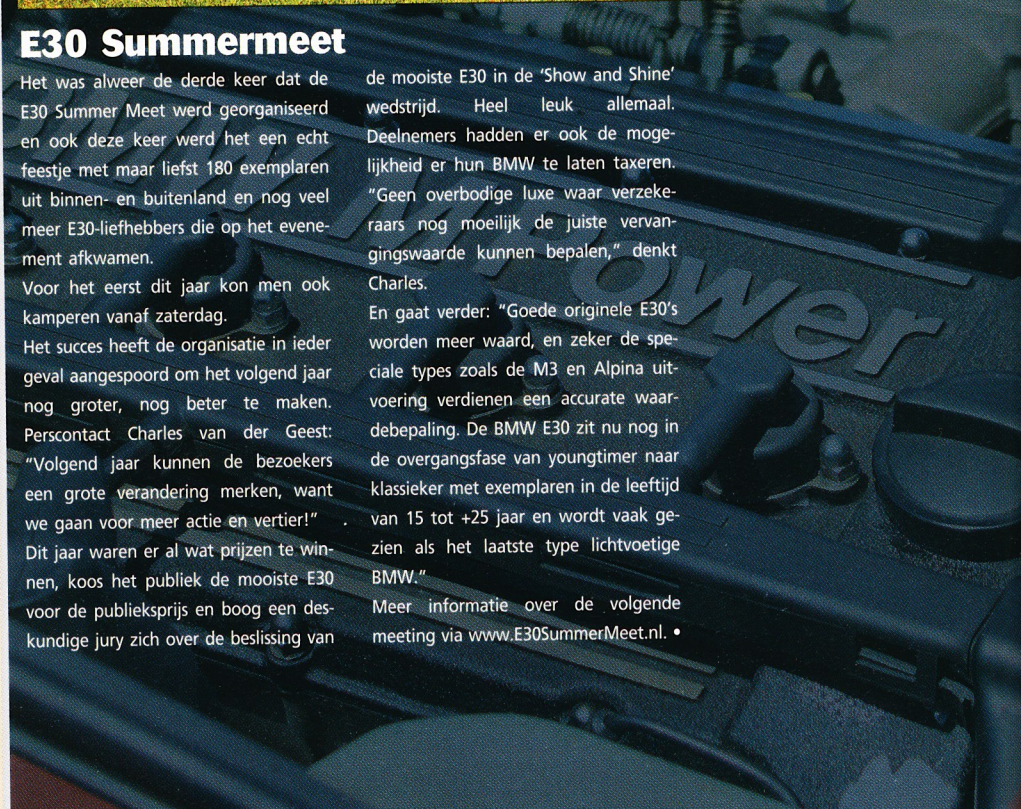 E30 Summermeet
Het was alweer de derde keer dat de
E30 Summer Meet werd georganiseerd
en ook deze keer werd het een echt
feestje met maar liefst 180 exemplaren
uit binnen- en buitenland en nog veel
meer E30-liefhebbers die op het evene-
ment afkwamen.
Voor het eerst dit jaar kon men ook
kamperen vanaf zaterdag.
Het succes heeft de organisatie in ieder
geval aangespoord om het volgend jaar
nog groter, nog beter te maken.
Perscontact Charles van der Geest:
“Volgend jaar kunnen de bezoekers
een grote verandering merken, want
we gaan voor meer actie en vertier!”
Dit jaar waren er al wat prijzen te win-
nen, koos het publiek de mooiste E30
voor de publieksprijs en boog een des-
kundige jury zich over de beslissing van
de mooiste E30 in de ‘Show and Shine’
wedstrijd. Heel leuk allemaal.
Deelnemers hadden er ook de moge-
lijkheid er hun BMW te laten taxeren.
“Geen overbodige luxe waar verzeke-
raars nog moeilijk de juiste vervan-
gingswaarde kunnen bepalen,” denkt
Charles.
En gaat verder: “Goede originele E30’s
worden meer waard, en zeker de spe-
ciale types zoals de M3 en Alpina uit-
voering verdienen een accurate waar-
debepaling. De BMW E30 zit nu nog in
de overgangsfase van youngtimer naar
klassieker met exemplaren in de leeftijd
van 15 tot +25 jaar en wordt vaak ge-
zien als het laatste type lichtvoetige
BMW.”
Meer informatie over de volgende
meeting via www.E30SummerMeet.nl. •
BMW M Power